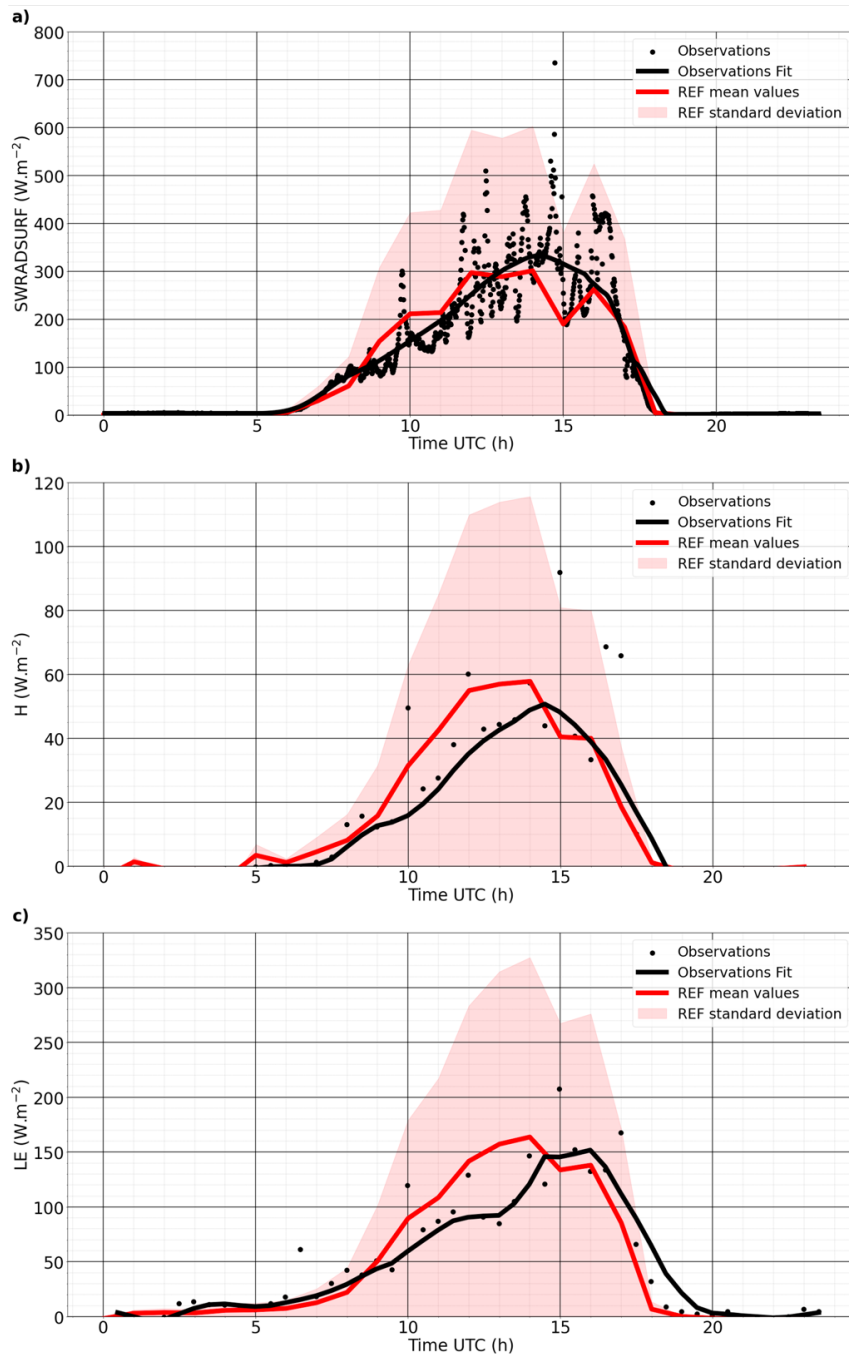 a)
800
700
600
500
400
300
200
100
0
SWRADSURF (W.m⁻²)
Observations
Observations Fit
REF mean values
REF standard deviation
0 5 10 15 20
Time UTC (h)
b)
120
100
80
60
40
20
0
H (W.m⁻²)
Observations
Observations Fit
REF mean values
REF standard deviation
0 5 10 15 20
Time UTC (h)
c)
350
300
250
200
150
100
50
0
LE (W.m⁻²)
Observations
Observations Fit
REF mean values
REF standard deviation
0 5 10 15 20
Time UTC (h)